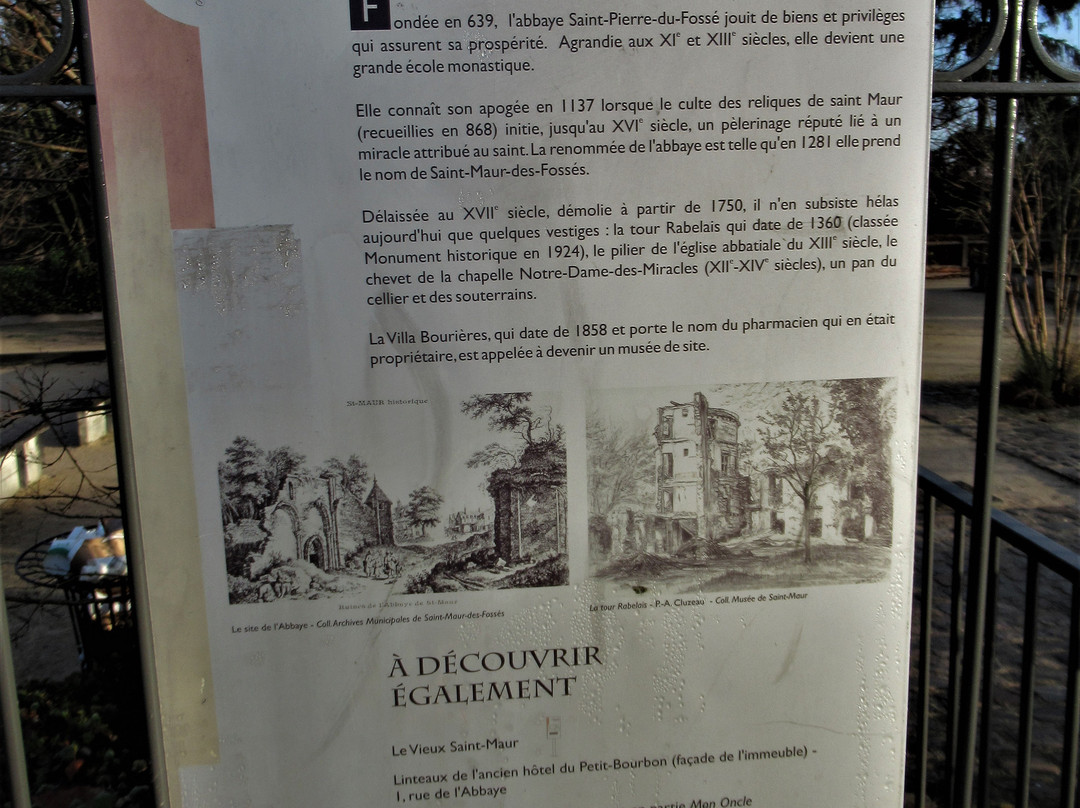 Fondée en 639, l'abbaye Saint-Pierre-du-Fossé jouit de biens et privilèges
qui assurent sa prospérité. Agrandie aux XIe et XIIIe siècles, elle devient une
grande école monastique.
Elle connaît son apogée en 1137 lorsque le culte des reliques de saint Maur
(recueillies en 868) initie, jusqu'au XVIe siècle, un pèlerinage réputé lié à un
miracle attribué au saint. La renommée de l'abbaye est telle qu'en 1281 elle prend
le nom de Saint-Maur-des-Fossés.
Délaissée au XVIIe siècle, démolie à partir de 1750, il n'en subsiste hélas
aujourd'hui que quelques vestiges : la tour Rabelais qui date de 1360 (classée
Monument historique en 1924), le pilier de l'église abbatiale du XIIIe siècle, le
chevet de la chapelle Notre-Dame-des-Miracles (XIIe-XIVe siècles), un pan du
cellier et des souterrains.
La Villa Bourières, qui date de 1858 et porte le nom du pharmacien qui en était
propriétaire, est appelée à devenir un musée de site.
St-MAUR historique
Ruines de l'Abbaye de St-Maur
Le site de l'Abbaye - Coll. Archives Municipales de Saint-Maur-des-Fossés
La tour Rabelais - P.-A. Cluzeau - Coll. Musée de Saint-Maur
À DÉCOUVRIR
ÉGALEMENT
Le Vieux Saint-Maur
Linteaux de l'ancien hôtel du Petit-Bourbon (façade de l'immeuble) -
1, rue de l'Abbaye
partie Mon Oncle